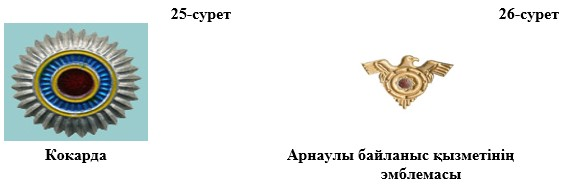 25-сурет 26-сурет
Кокарда Арнаулы байланыс қызметінің
эмблемасы